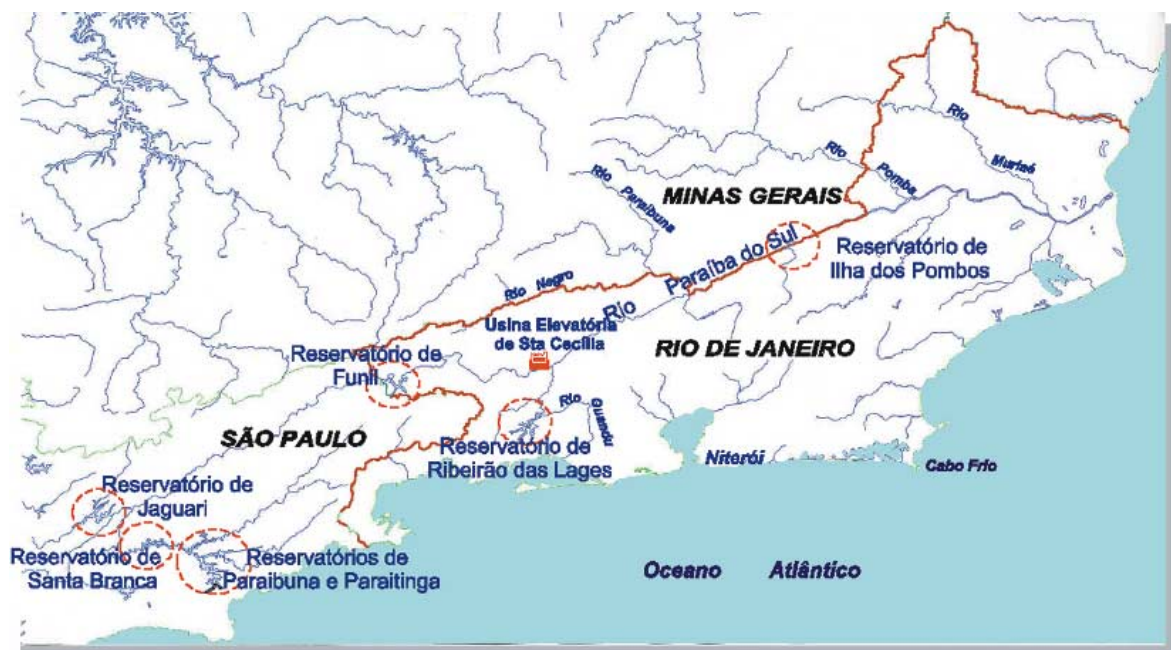 Rio
Muriaé
Rio
Pomba
Rio
Paraíbuna
MINAS GERAIS
Rio Paraíba do Sul
Reservatório de
Ilha dos Pombos
Rio Negro
Usina Elevatória
de Sta Cecília
RIO DE JANEIRO
Reservatório de
Funil
Rio
Guandu
SÃO PAULO
Reservatório de
Ribeirão das Lages
Niterói
Cabo Frio
Reservatório de
Jaguari
Reservatório de
Santa Branca
Reservatórios de
Paraibuna e Paraitinga
Oceano Atlântico